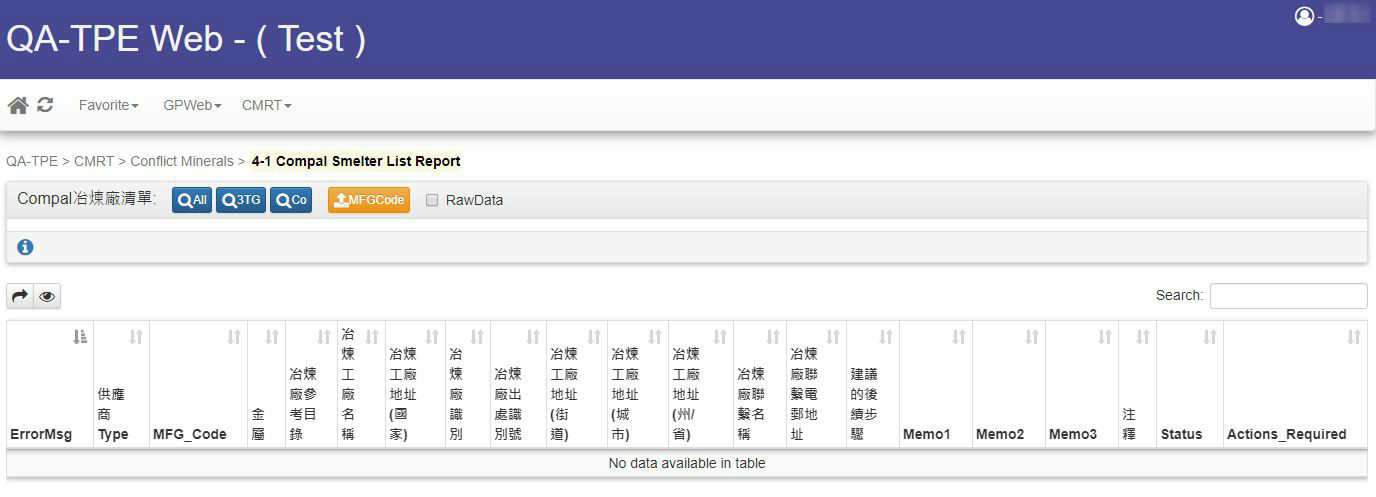 QA-TPE Web - ( Test )
-
Favorite GPWeb CMRT
QA-TPE > CMRT > Conflict Minerals > 4-1 Compal Smelter List Report
Compal冶煉廠清單: All 3TG Co MFGCode RawData
Search:
ErrorMsg
供應
商
Type
MFG_Code
金
屬
冶煉
廠參
考目
錄
冶
煉
工
廠
名
稱
冶煉
工廠
地址
(國
家)
冶
煉
廠
識
別
冶煉
廠出
處識
別號
冶煉
工廠
地址
(街
道)
冶煉
工廠
地址
(城
市)
冶煉
工廠
地址
(州/
省)
冶煉
廠聯
繫名
稱
冶煉
廠聯
繫電
郵地
址
建議
的後
續步
驟
Memo1
Memo2
Memo3
注
釋
Status
Actions_Required
No data available in table